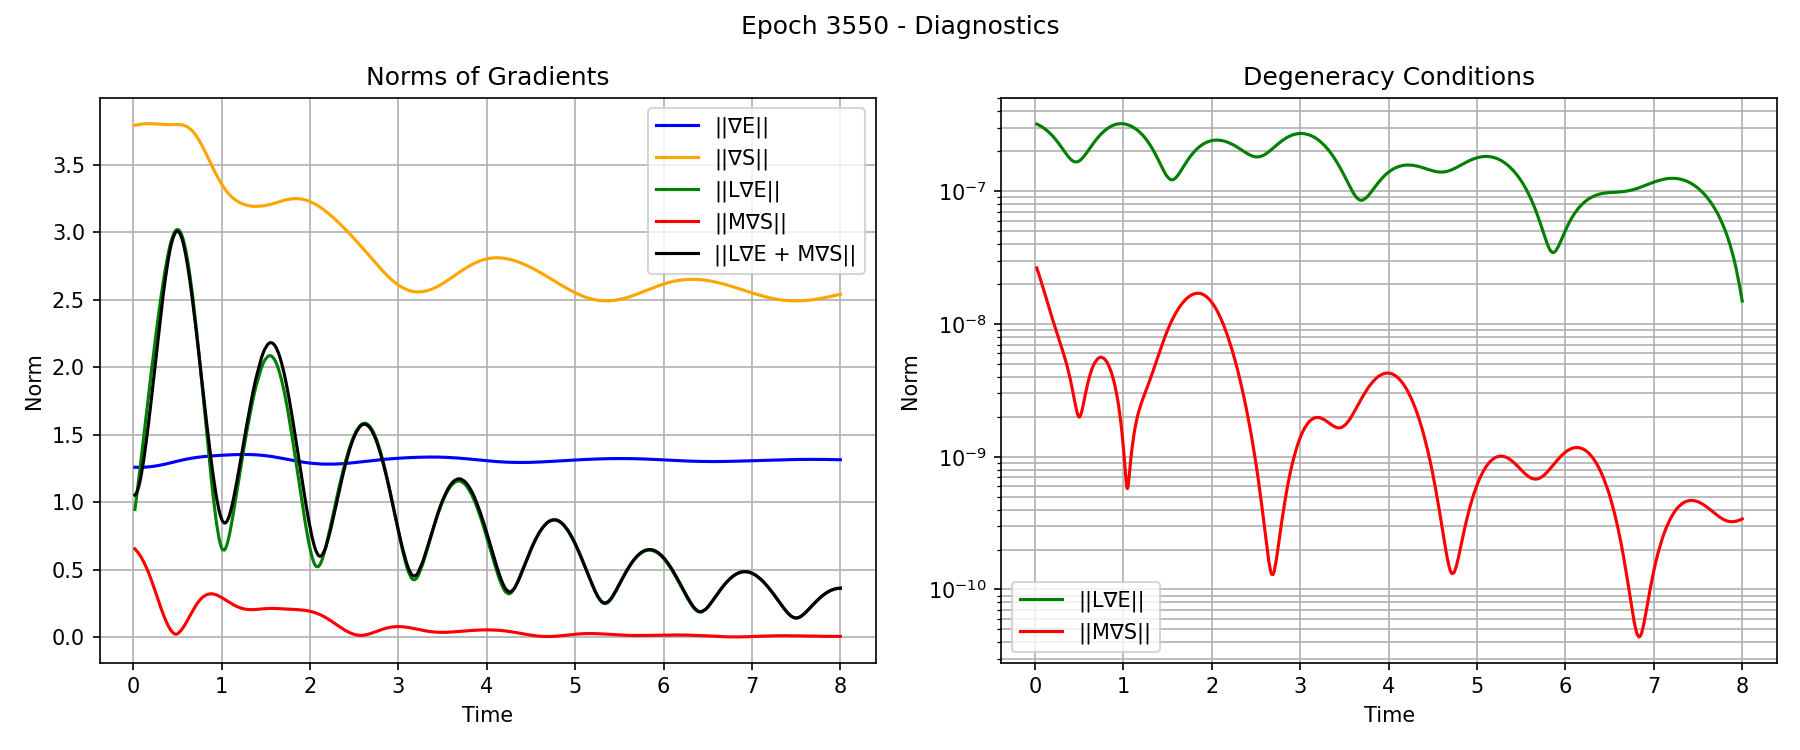 Epoch 3550 - Diagnostics
Norms of Gradients
Norm
3.5
3.0
2.5
2.0
1.5
1.0
0.5
0.0
||∇E||
||∇S||
||L∇E||
||M∇S||
||L∇E + M∇S||
0 1 2 3 4 5 6 7 8
Time
Degeneracy Conditions
Norm
10⁻⁷
10⁻⁸
10⁻⁹
10⁻¹⁰
||L∇E||
||M∇S||
0 1 2 3 4 5 6 7 8
Time